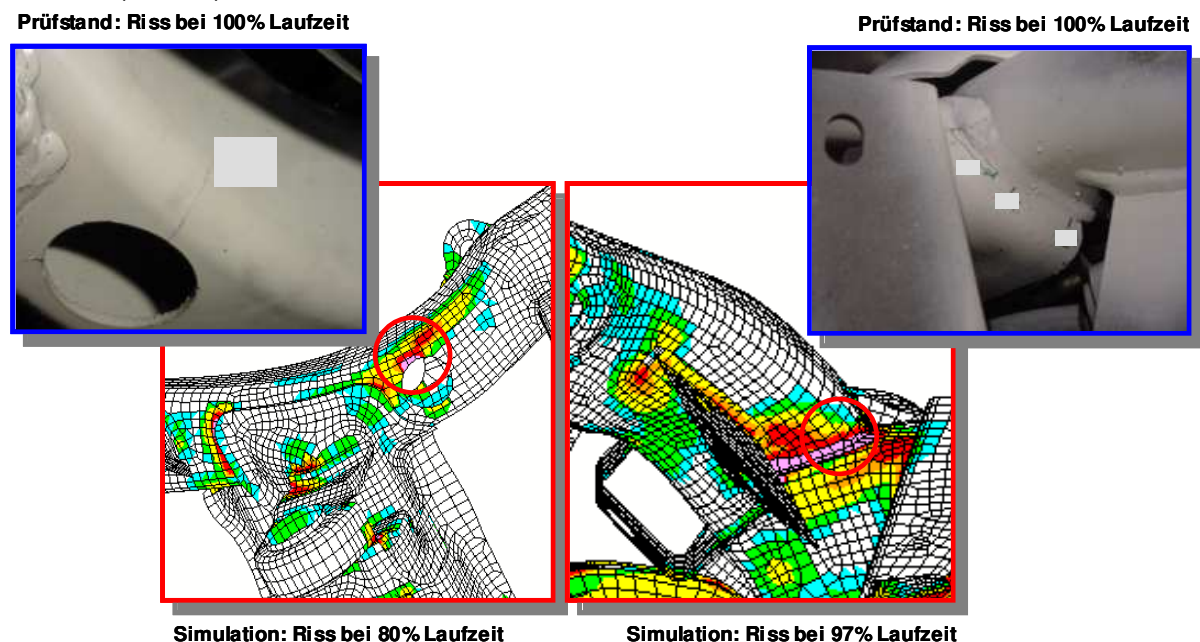 Prüfstand: Riss bei 100% Laufzeit
Prüfstand: Riss bei 100% Laufzeit
Simulation: Riss bei 80% Laufzeit
Simulation: Riss bei 97% Laufzeit